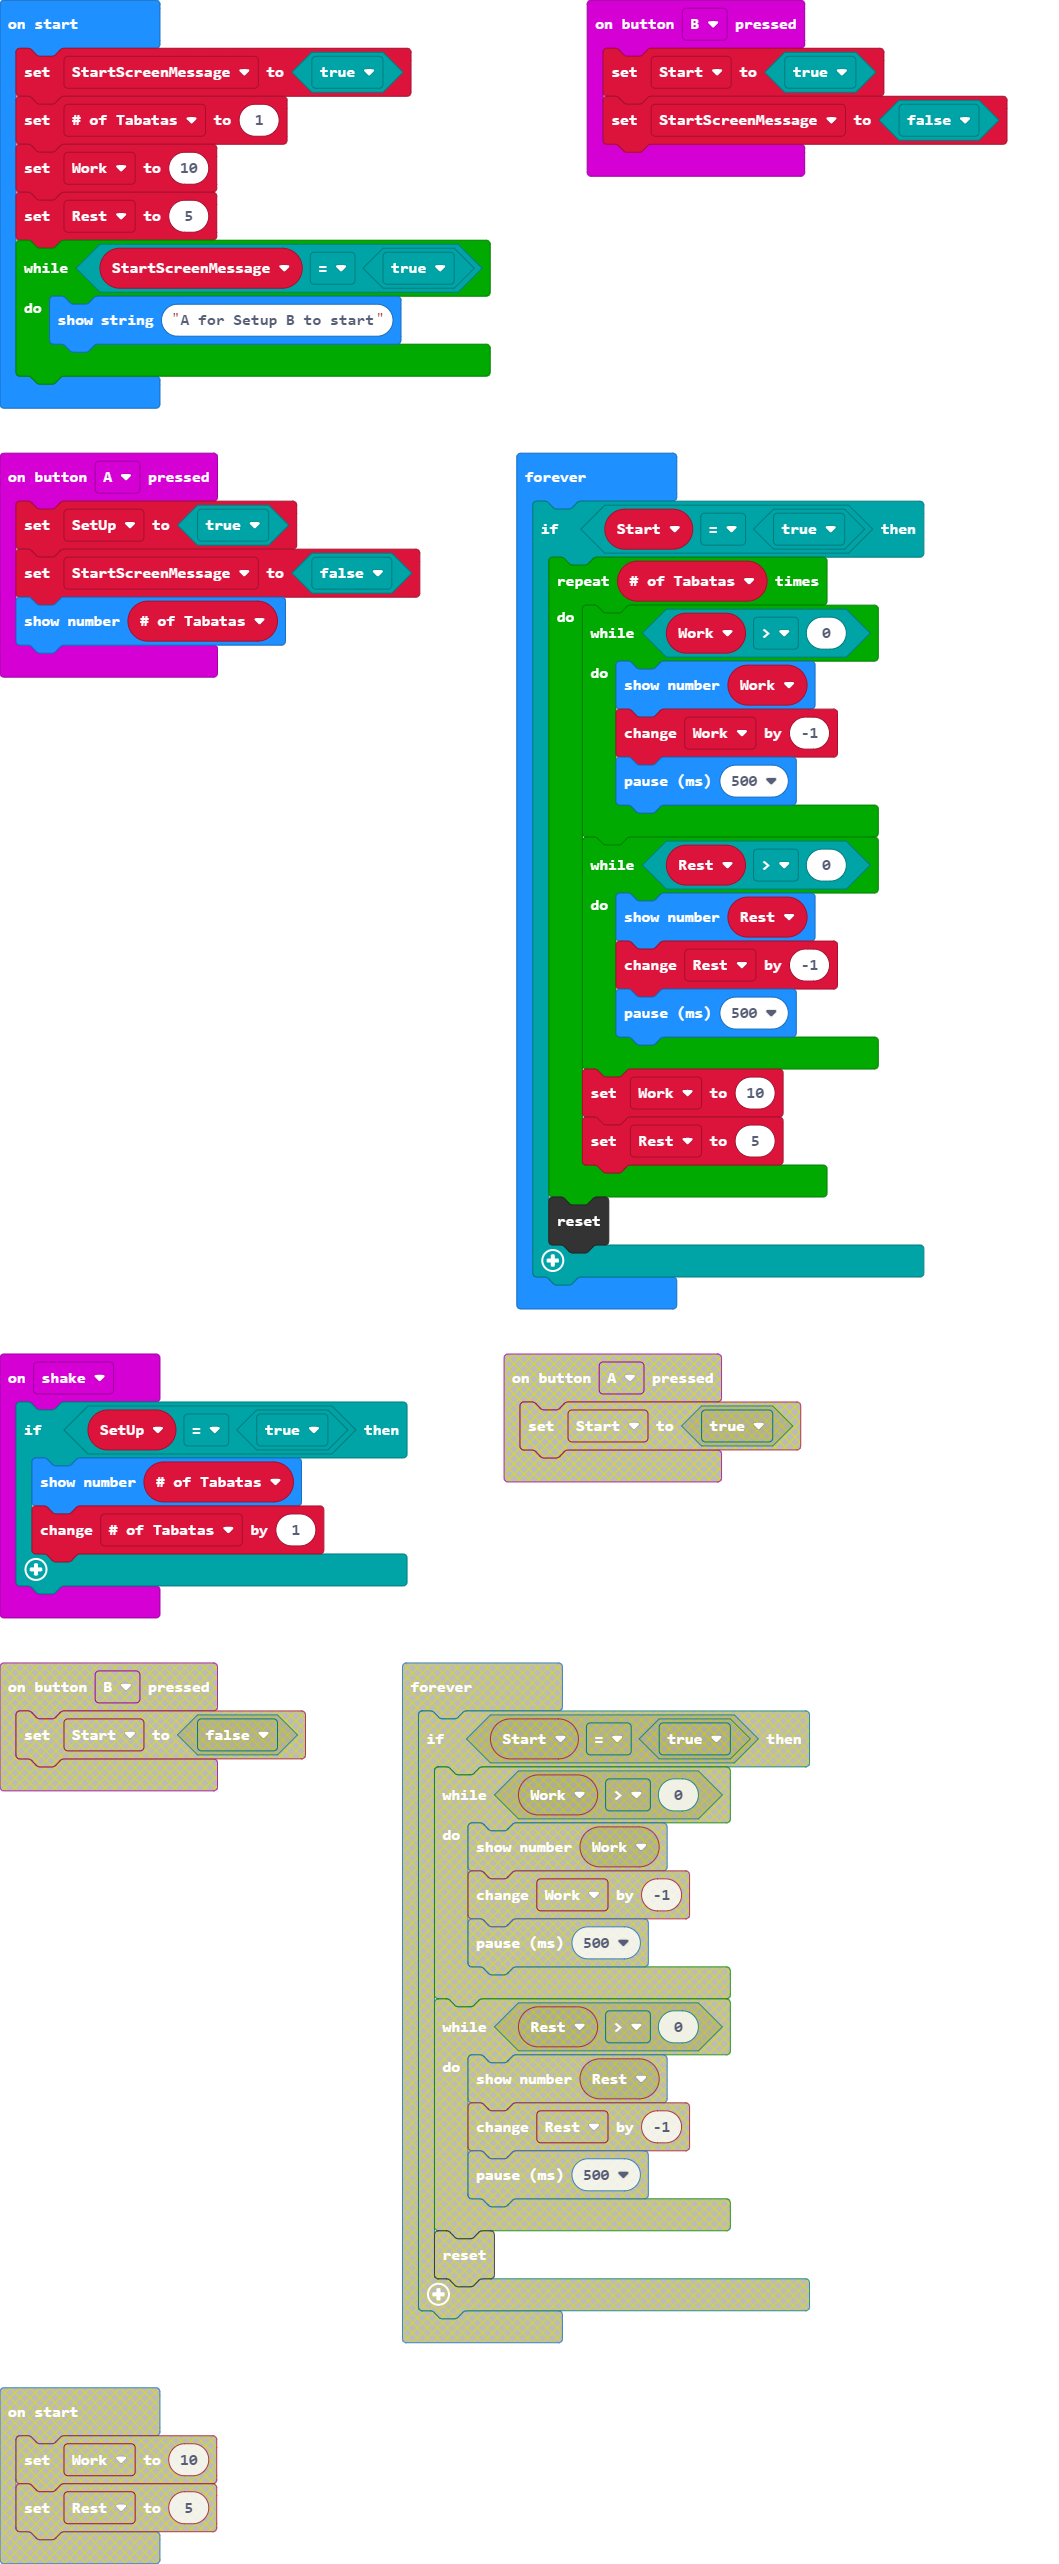 on start
set StartScreenMessage to true
set # of Tabatas to 1
set Work to 10
set Rest to 5
while StartScreenMessage = true
do
show string "A for Setup B to start"
on button B pressed
set Start to true
set StartScreenMessage to false
on button A pressed
set SetUp to true
set StartScreenMessage to false
show number # of Tabatas
forever
if Start = true then
repeat # of Tabatas times
do
while Work > 0
do
show number Work
change Work by -1
pause (ms) 500
while Rest > 0
do
show number Rest
change Rest by -1
pause (ms) 500
set Work to 10
set Rest to 5
reset
on shake
if SetUp = true then
show number # of Tabatas
change # of Tabatas by 1
on button A pressed
set Start to true
on button B pressed
set Start to false
forever
if Start = true then
while Work > 0
do
show number Work
change Work by -1
pause (ms) 500
while Rest > 0
do
show number Rest
change Rest by -1
pause (ms) 500
reset
on start
set Work to 10
set Rest to 5